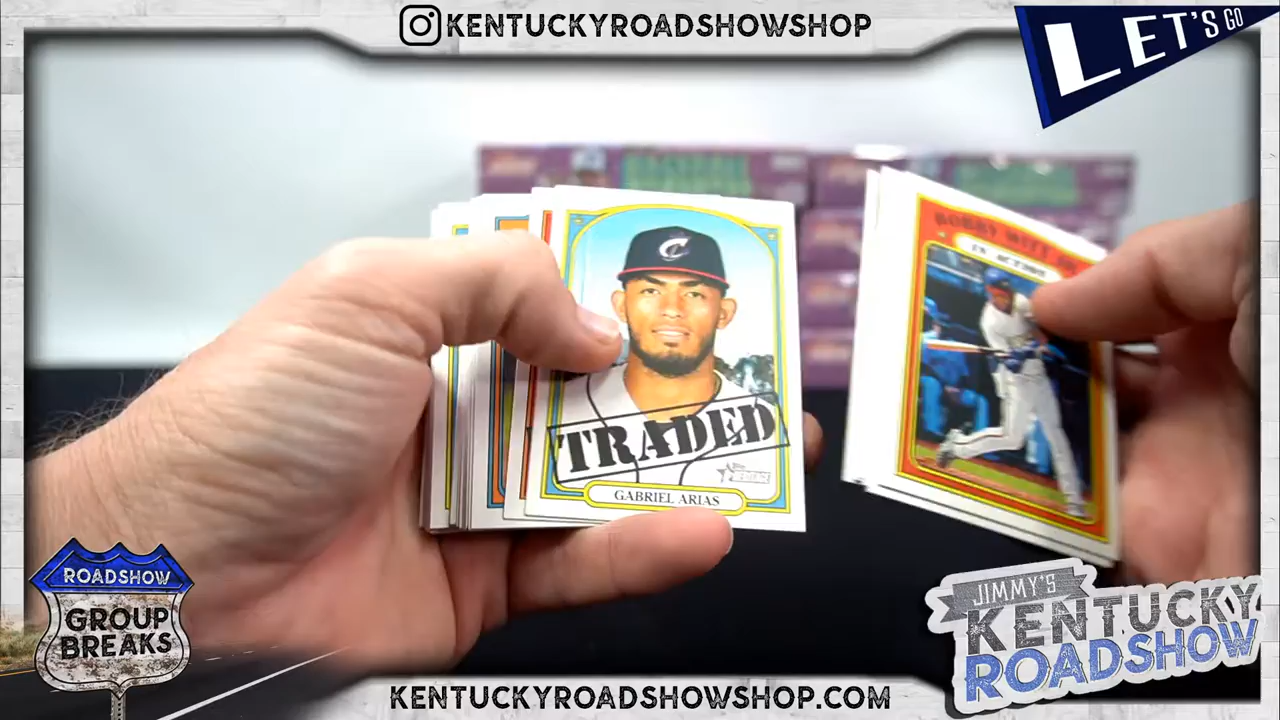 KENTUCKYROADSHOWSHOP
LET'S GO
BOBBY WITT JR.
IN ACTION
TRADED
GABRIEL ARIAS
ROADSHOW
GROUP
BREAKS
JIMMY'S
KENTUCKY
ROADSHOW
KENTUCKYROADSHOWSHOP.COM